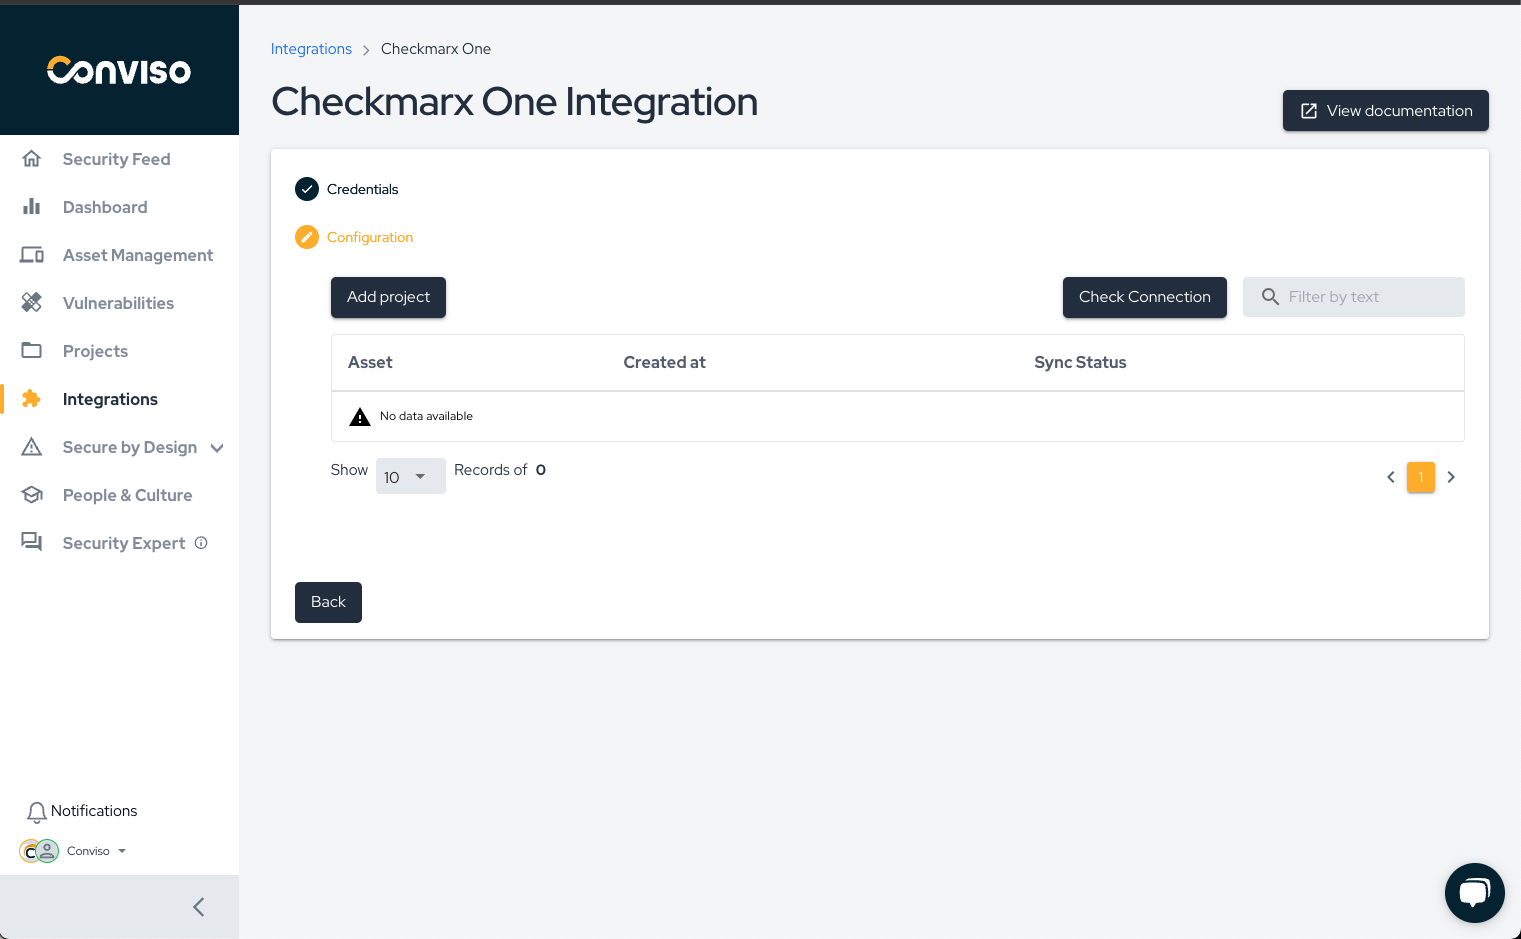 Conviso
Security Feed
Dashboard
Asset Management
Vulnerabilities
Projects
Integrations
Secure by Design
People & Culture
Security Expert
Notifications
Conviso
Integrations > Checkmarx One
Checkmarx One Integration
View documentation
Credentials
Configuration
Add project
Check Connection
Filter by text
Asset Created at Sync Status
No data available
Show 10 Records of 0
1
Back